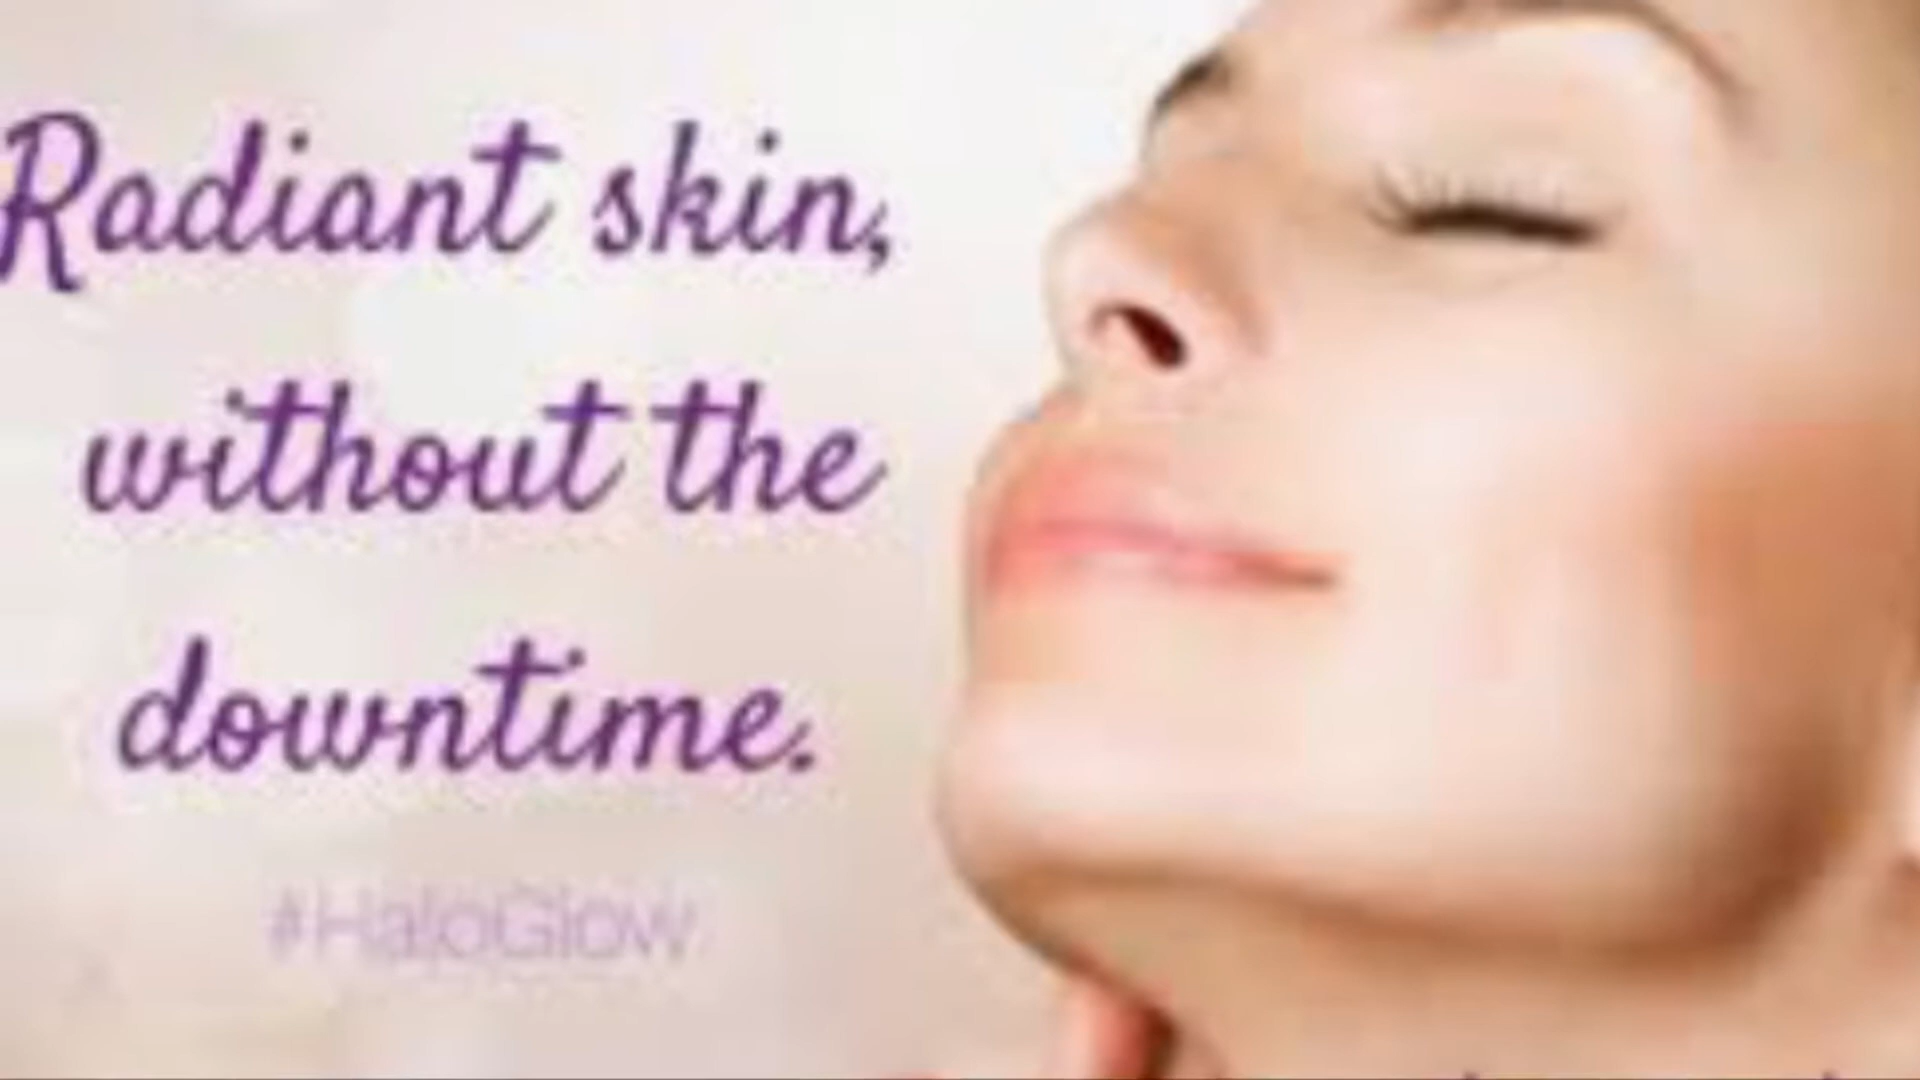 Radiant skin,
without the
downtime.
#HaloGlow